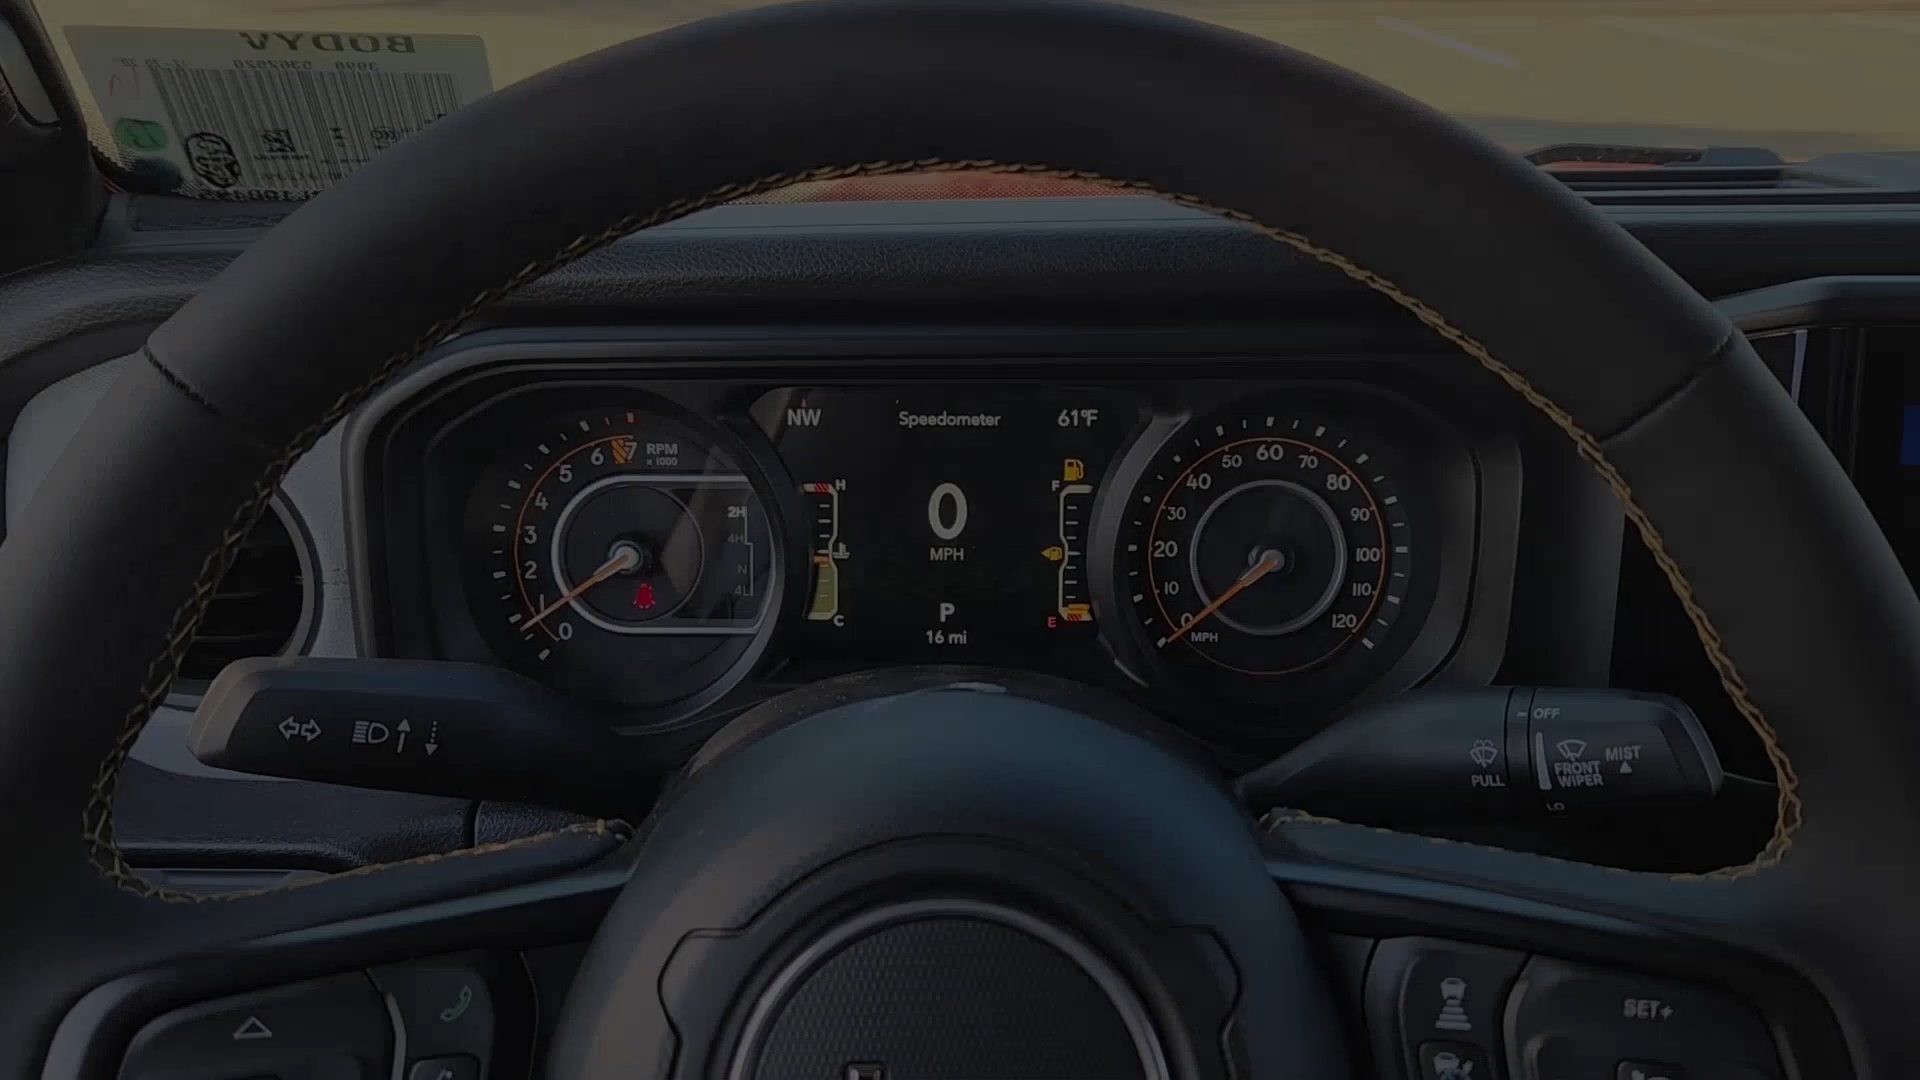 BODYV
NW
Speedometer
61°F
RPM
x 1000
7
6
5
4
3
2
1
0
2H
4H
N
4L
H
C
0
MPH
P
16 mi
F
E
0
10
20
30
40
50
60
70
80
90
100
110
120
MPH
OFF
PULL
FRONT
WIPER
MIST
SET+